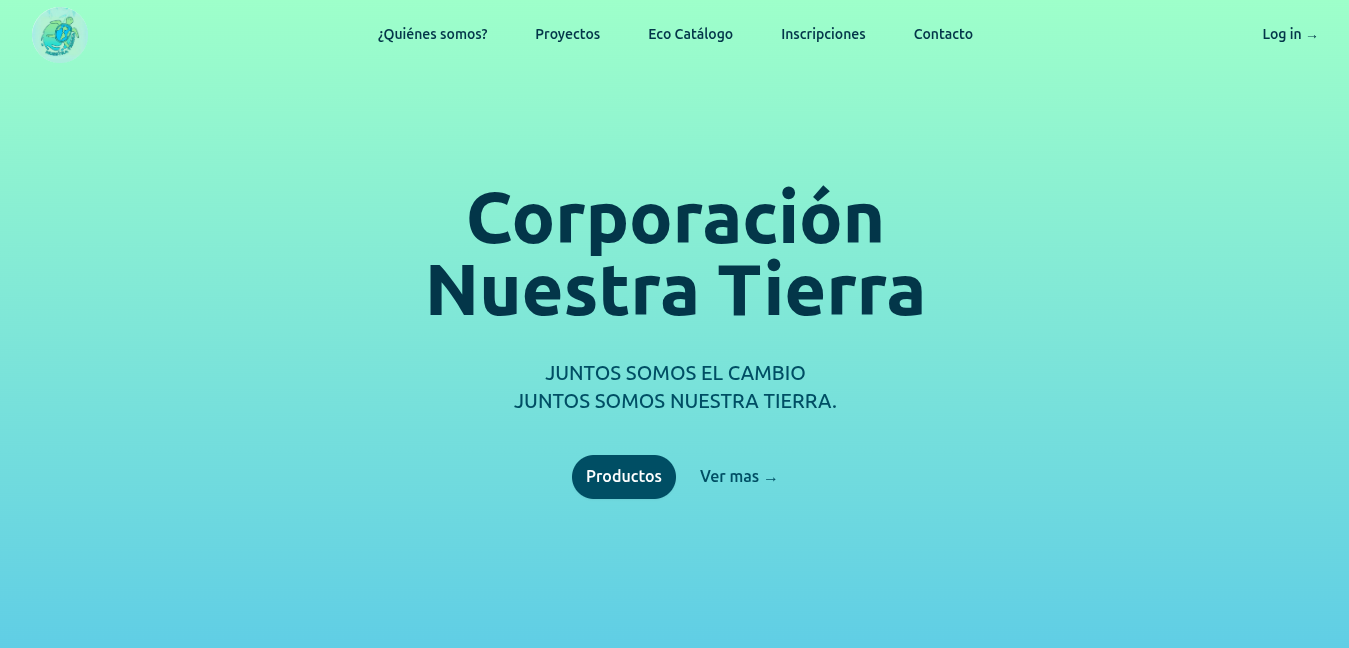 ¿Quiénes somos?
Proyectos
Eco Catálogo
Inscripciones
Contacto
Log in →
Corporación
Nuestra Tierra
JUNTOS SOMOS EL CAMBIO
JUNTOS SOMOS NUESTRA TIERRA.
Productos
Ver mas →